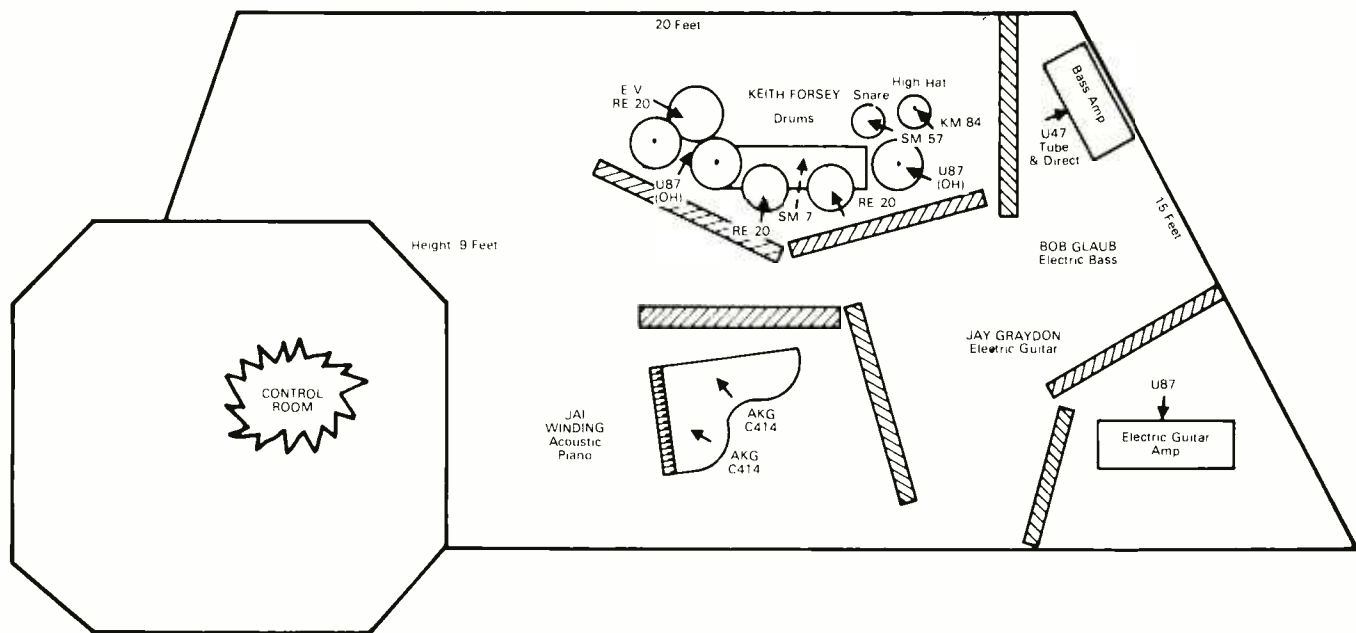 20 Feet
E V
RE 20
KEITH FORSEY
Drums
Snare
High Hat
KM 84
SM 57
U87
(OH)
U87
(OH)
RE 20
SM 7
RE 20
Bass Amp
U47
Tube
& Direct
15 Feet
Height 9 Feet
BOB GLAUB
Electric Bass
JAY GRAYDON
Electric Guitar
U87
Electric Guitar
Amp
CONTROL
ROOM
JAI
WINDING
Acoustic
Piano
AKG
C414
AKG
C414